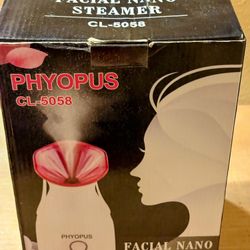 FACIAL NANO
STEAMER
CL-5058
PHYOPUS
CL-5058
PHYOPUS
FACIAL NANO